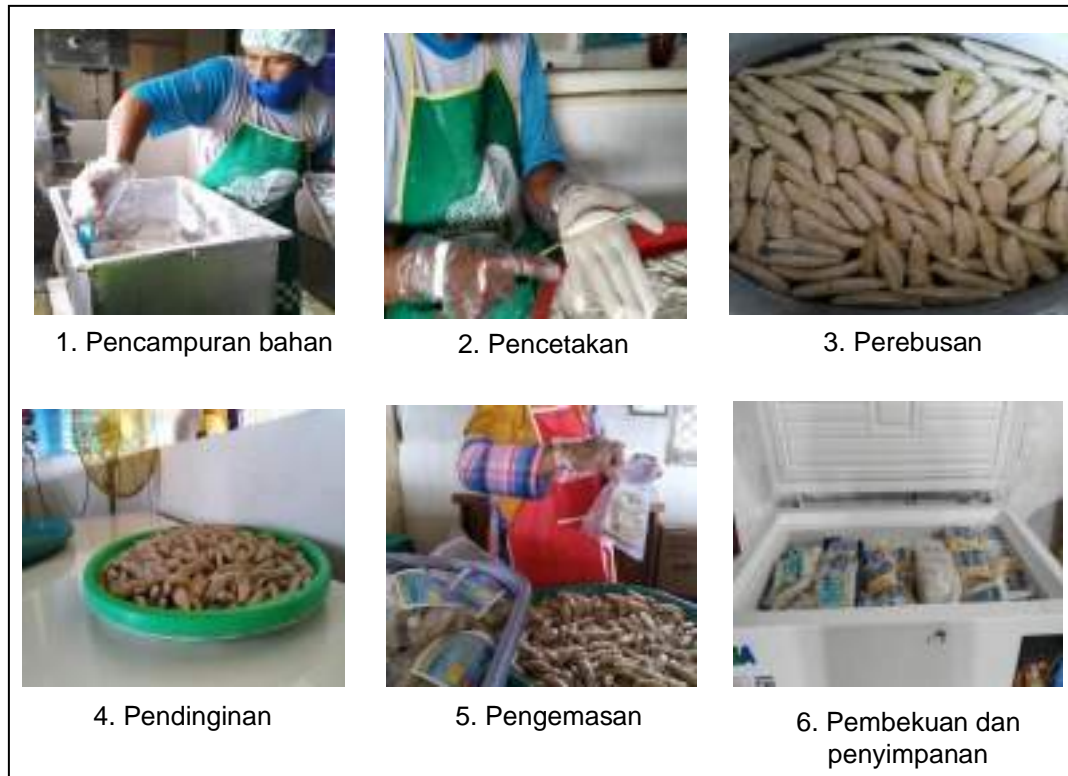 1. Pencampuran bahan
2. Pencetakan
3. Perebusan
4. Pendinginan
5. Pengemasan
6. Pembekuan dan
penyimpanan